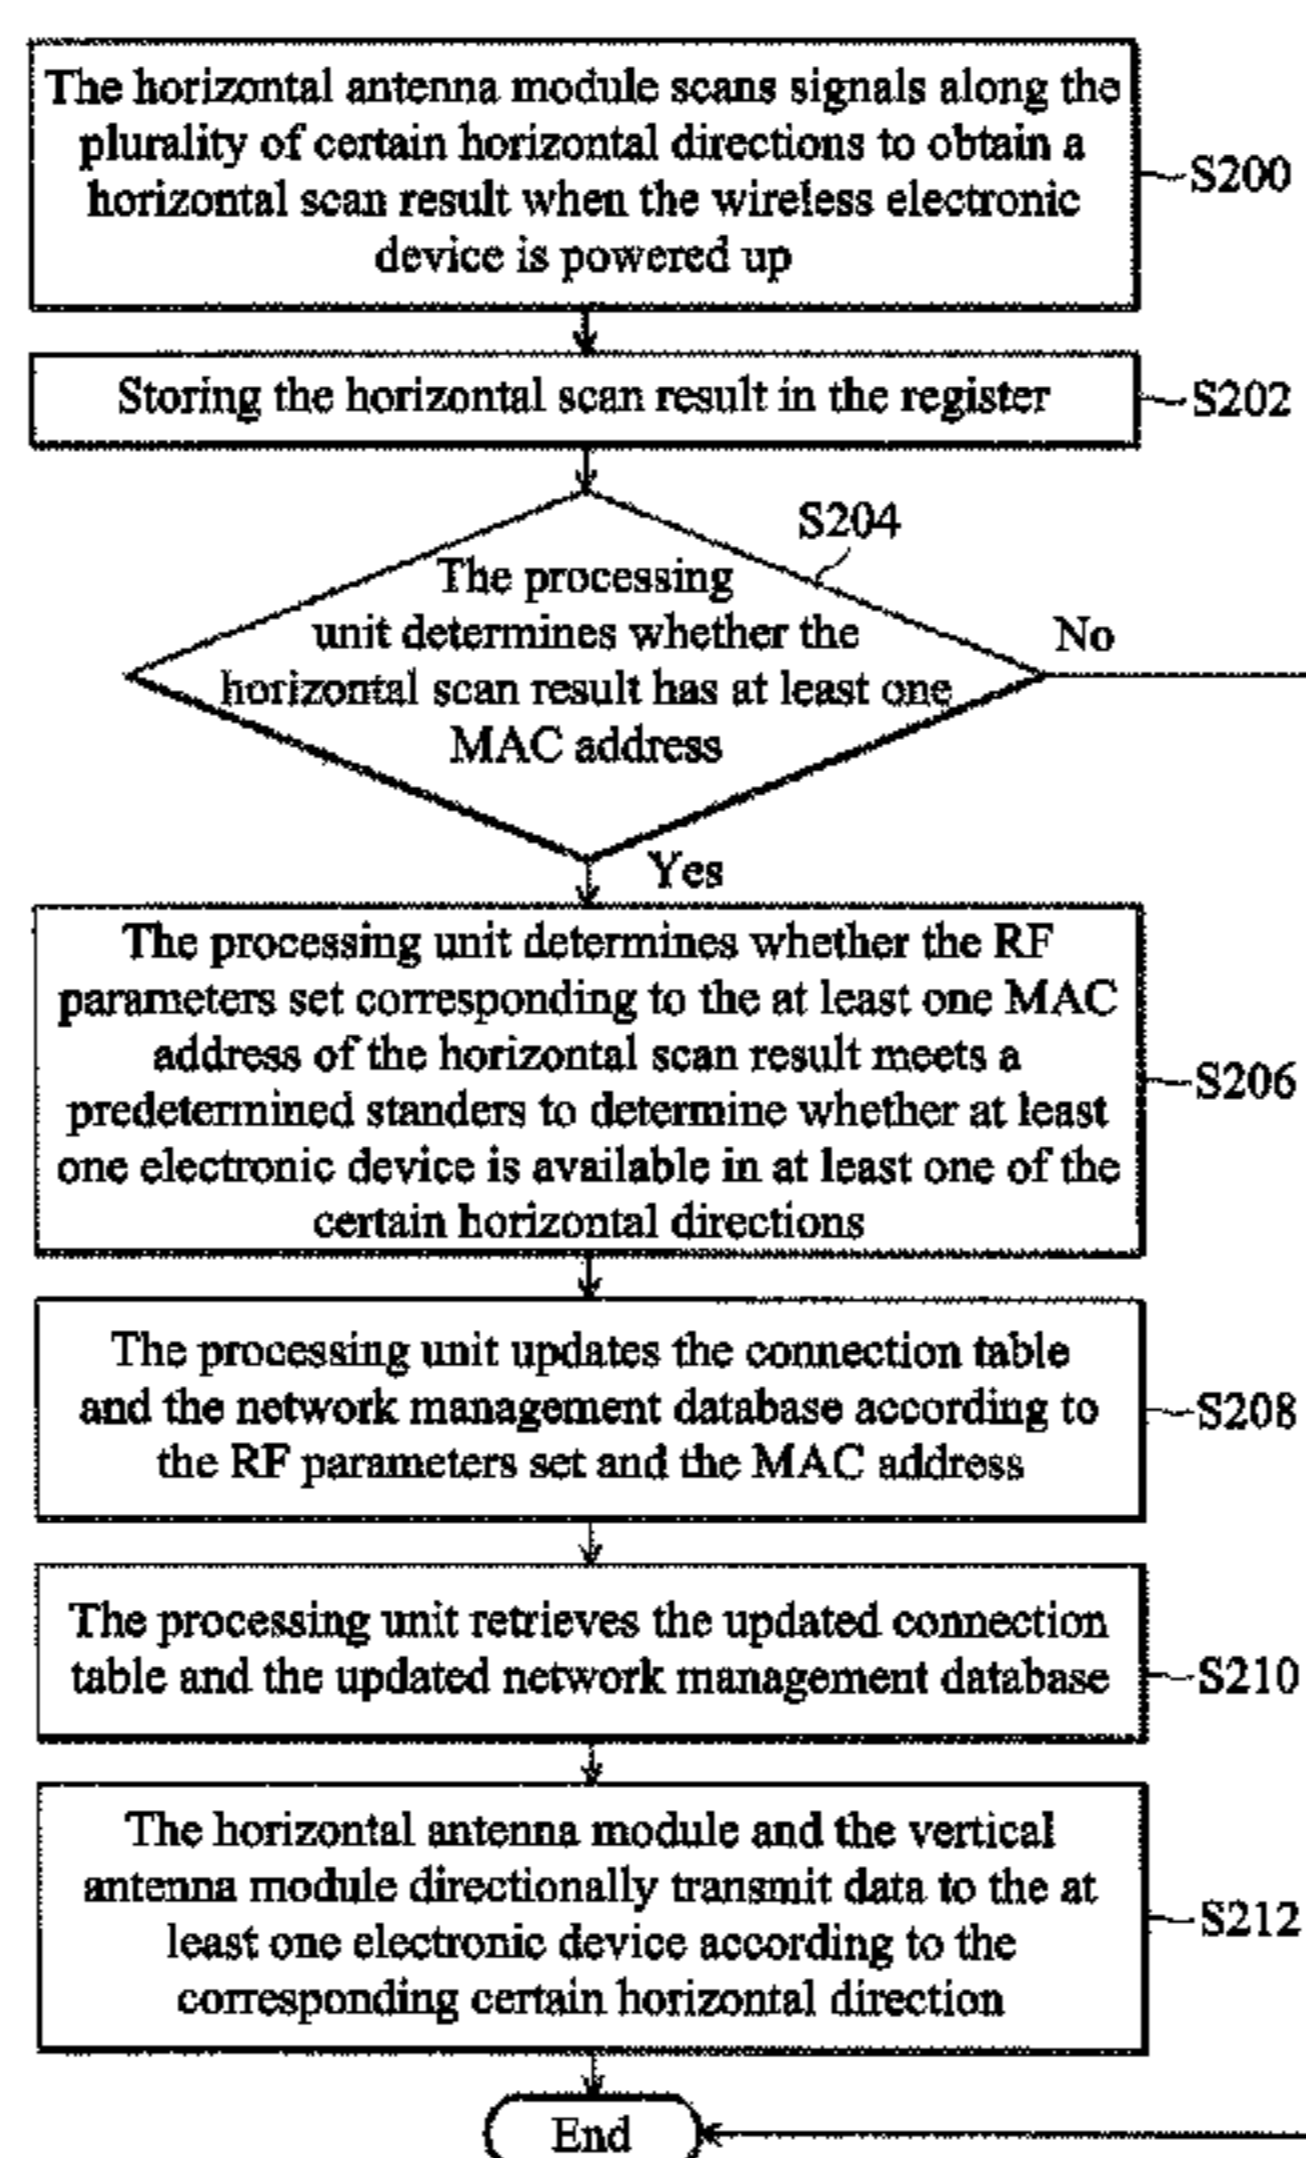 The horizontal antenna module scans signals along the
plurality of certain horizontal directions to obtain a
horizontal scan result when the wireless electronic
device is powered up
S200
Storing the horizontal scan result in the register
S202
S204
The processing
unit determines whether the
horizontal scan result has at least one
MAC address
No
Yes
The processing unit determines whether the RF
parameters set corresponding to the at least one MAC
address of the horizontal scan result meets a
predetermined standers to determine whether at least
one electronic device is available in at least one of the
certain horizontal directions
S206
The processing unit updates the connection table
and the network management database according to
the RF parameters set and the MAC address
S208
The processing unit retrieves the updated connection
table and the updated network management database
S210
The horizontal antenna module and the vertical
antenna module directionally transmit data to the at
least one electronic device according to the
corresponding certain horizontal direction
S212
End